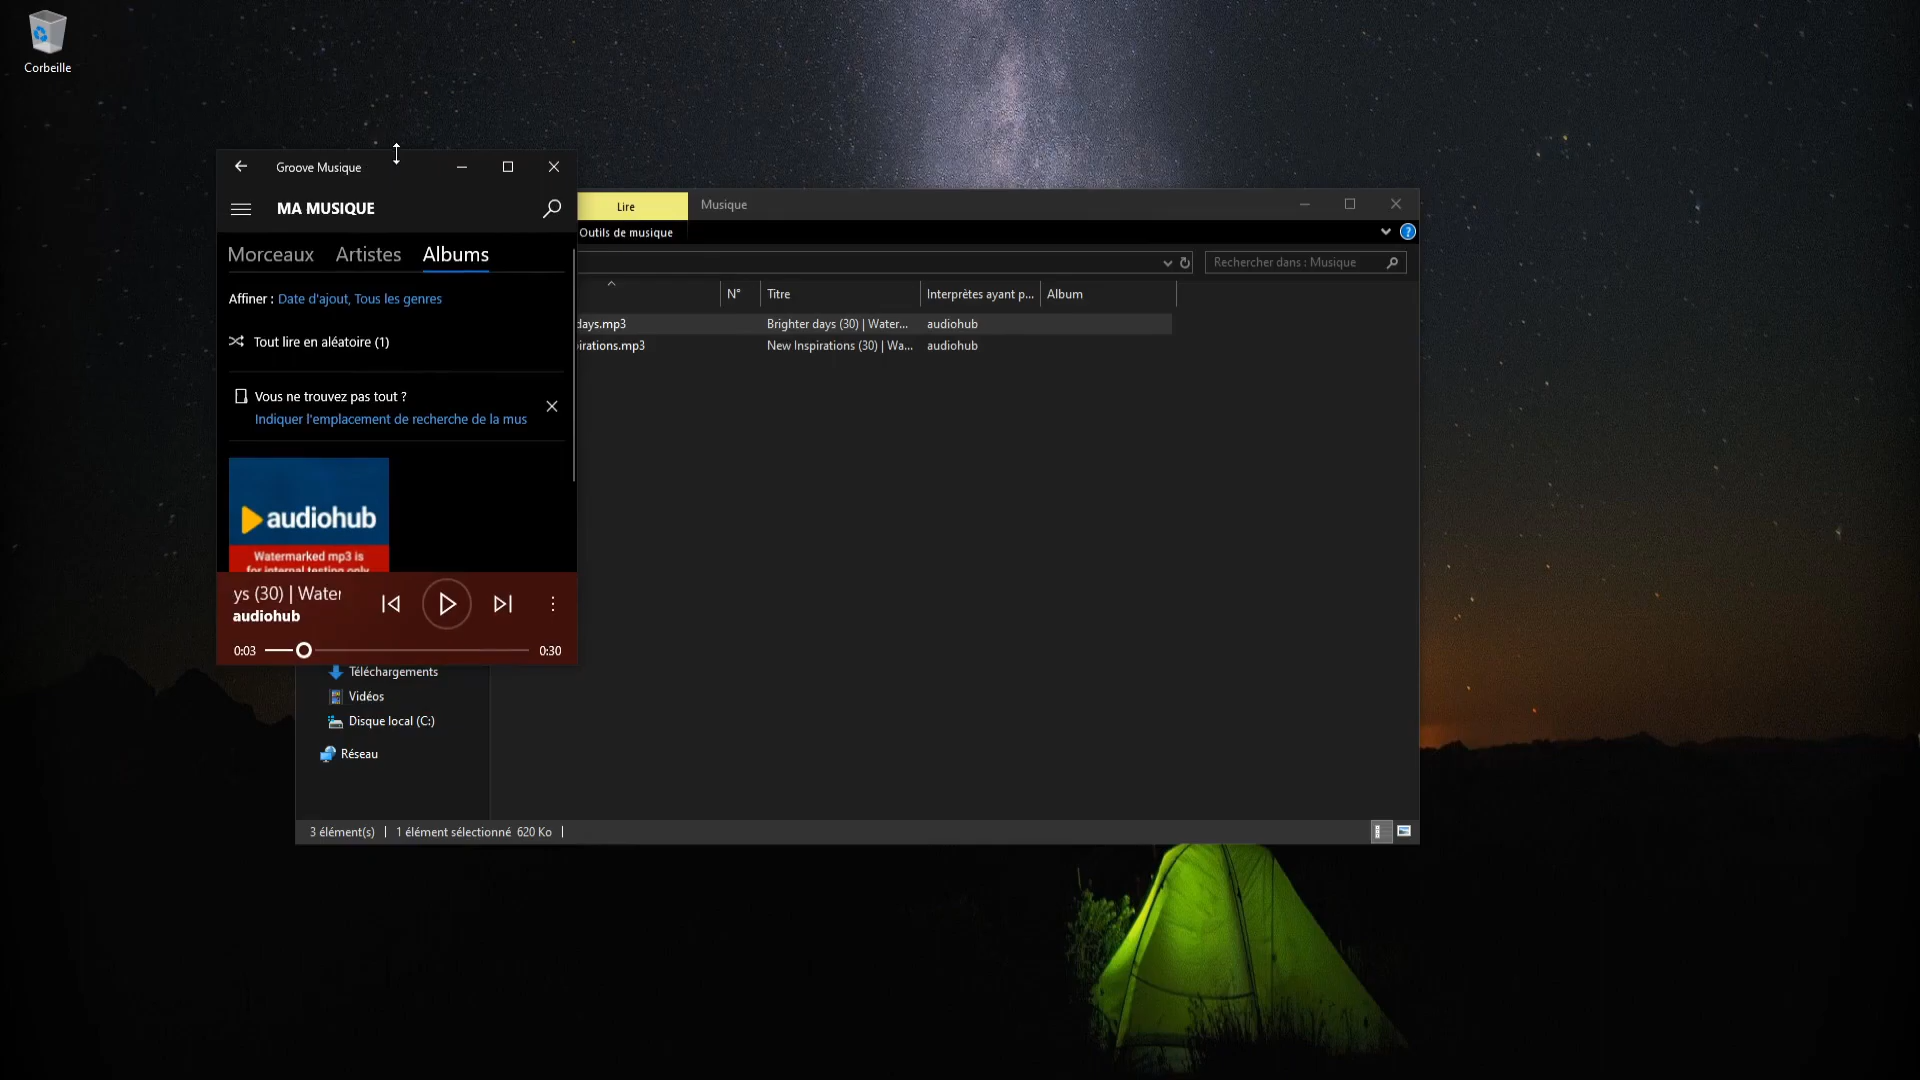 Corbeille
Groove Musique
MA MUSIQUE
Morceaux Artistes Albums
Affiner : Date d'ajout, Tous les genres
Tout lire en aléatoire (1)
Vous ne trouvez pas tout ?
Indiquer l'emplacement de recherche de la mus
audiohub
Watermarked mp3 is
for internal testing only
ys (30) | Water
audiohub
0:03 0:30
Lire Musique
Outils de musique
Rechercher dans : Musique
N° Titre Interprètes ayant p... Album
days.mp3 Brighter days (30) | Water... audiohub
irations.mp3 New Inspirations (30) | Wa... audiohub
Téléchargements
Vidéos
Disque local (C:)
Réseau
3 élément(s) 1 élément sélectionné 620 Ko